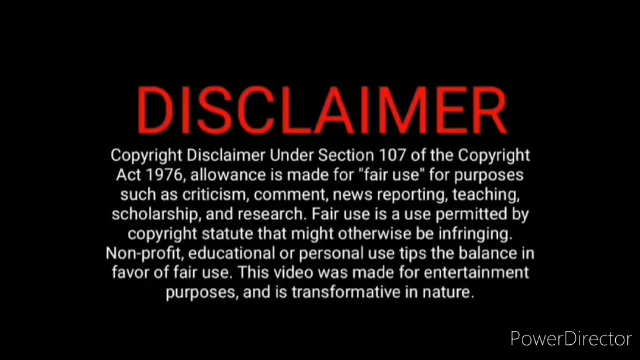 DISCLAIMER
Copyright Disclaimer Under Section 107 of the Copyright
Act 1976, allowance is made for "fair use" for purposes
such as criticism, comment, news reporting, teaching,
scholarship, and research. Fair use is a use permitted by
copyright statute that might otherwise be infringing.
Non-profit, educational or personal use tips the balance in
favor of fair use. This video was made for entertainment
purposes, and is transformative in nature.
PowerDirector